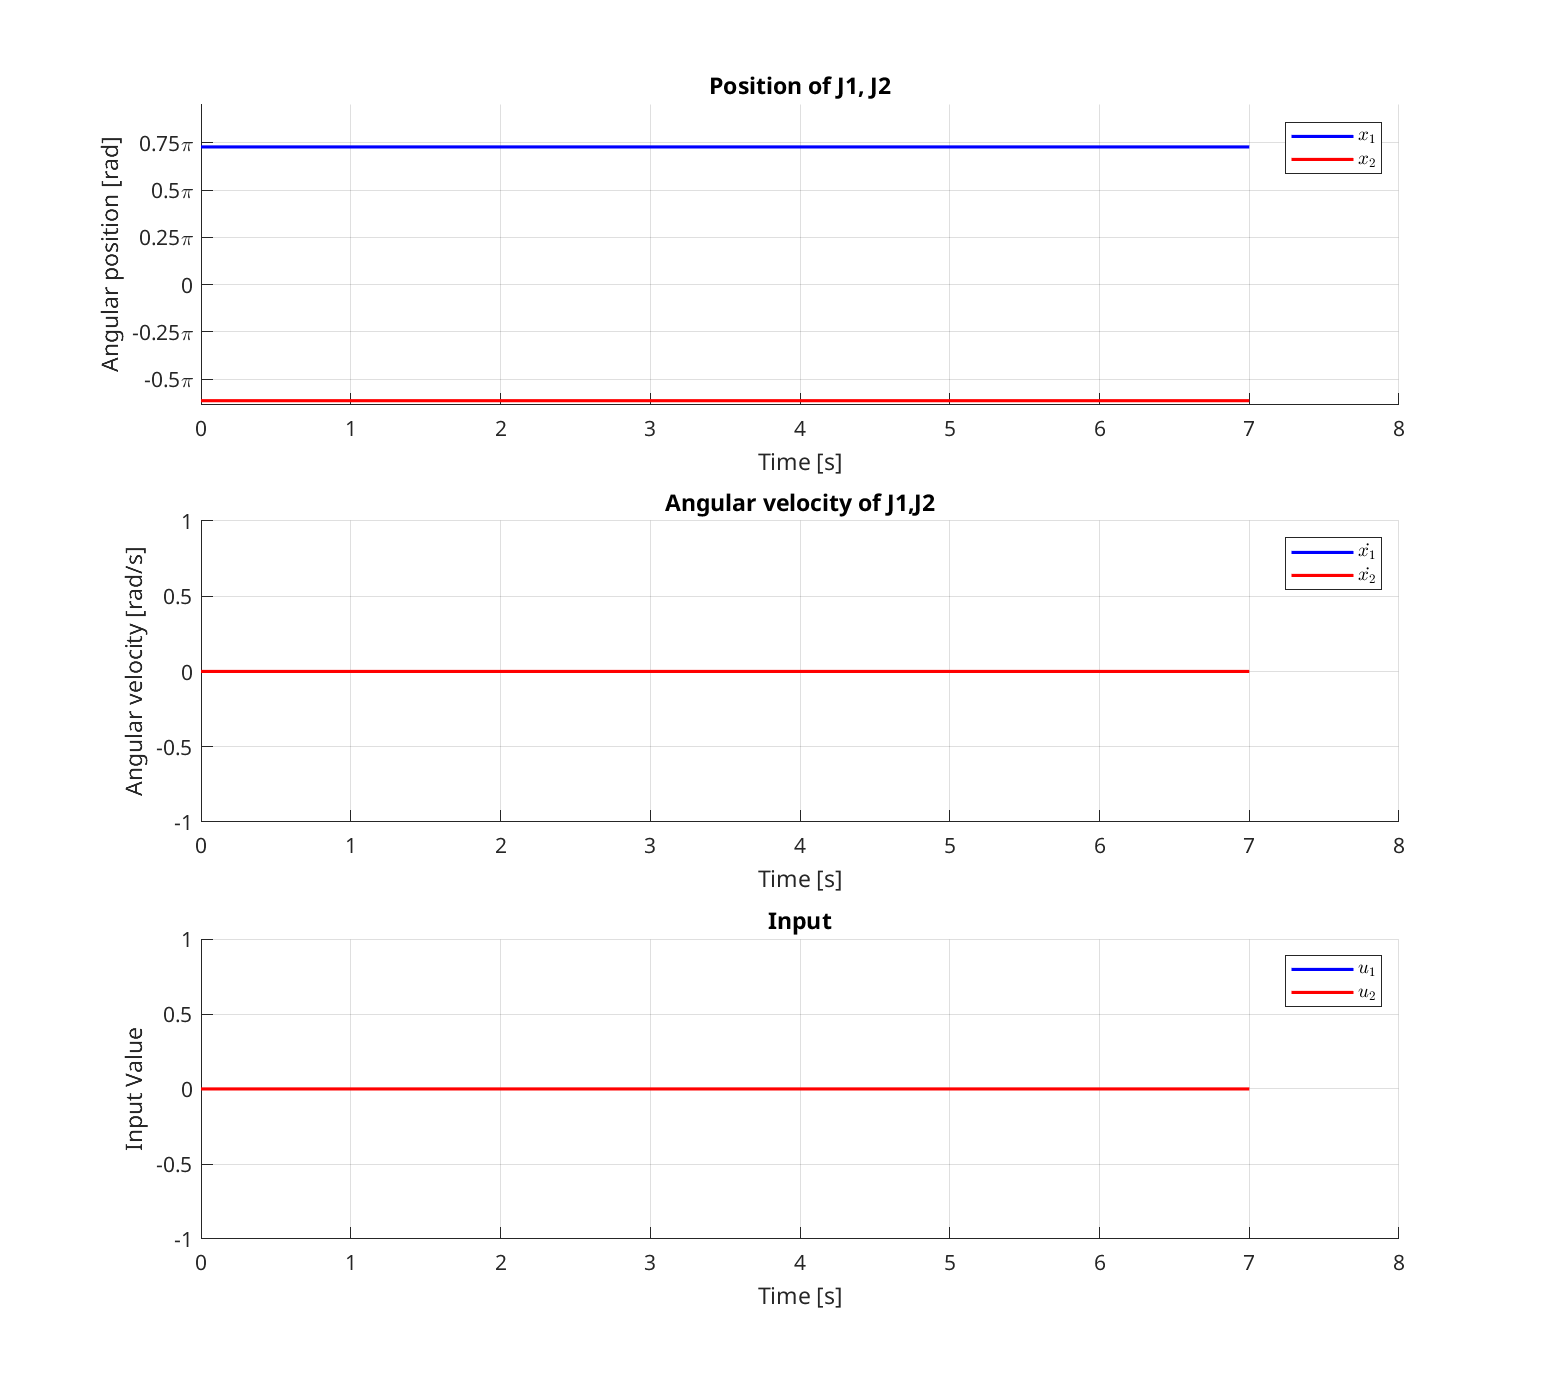 Position of J1, J2
Angular position [rad]
0.75π
0.5π
0.25π
0
-0.25π
-0.5π
x₁
x₂
0 1 2 3 4 5 6 7 8
Time [s]
Angular velocity of J1,J2
Angular velocity [rad/s]
1
0.5
0
-0.5
-1
ẋ₁
ẋ₂
0 1 2 3 4 5 6 7 8
Time [s]
Input
Input Value
1
0.5
0
-0.5
-1
u₁
u₂
0 1 2 3 4 5 6 7 8
Time [s]